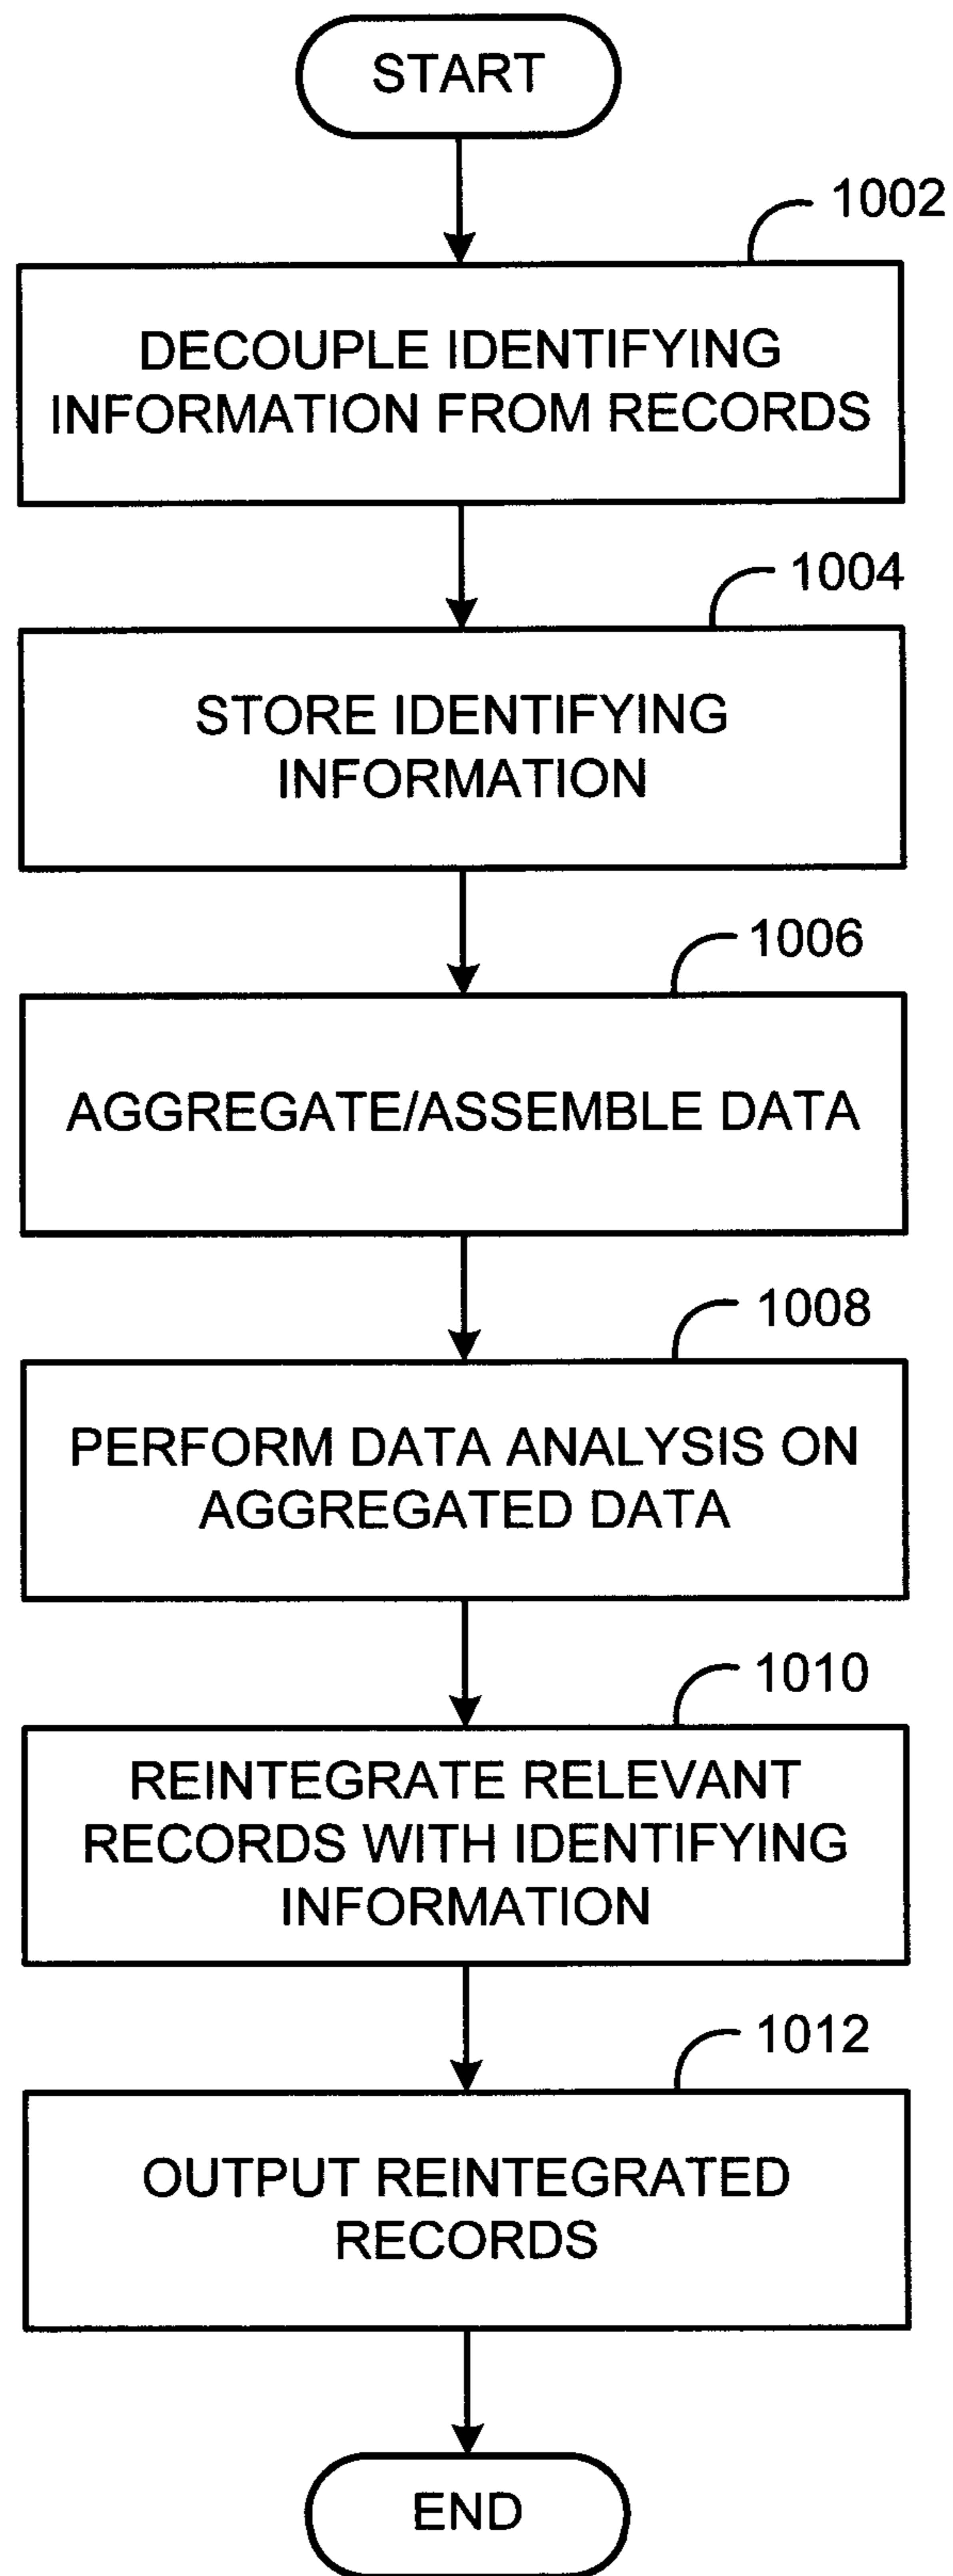 START
1002
DECOUPLE IDENTIFYING
INFORMATION FROM RECORDS
1004
STORE IDENTIFYING
INFORMATION
1006
AGGREGATE/ASSEMBLE DATA
1008
PERFORM DATA ANALYSIS ON
AGGREGATED DATA
1010
REINTEGRATE RELEVANT
RECORDS WITH IDENTIFYING
INFORMATION
1012
OUTPUT REINTEGRATED
RECORDS
END